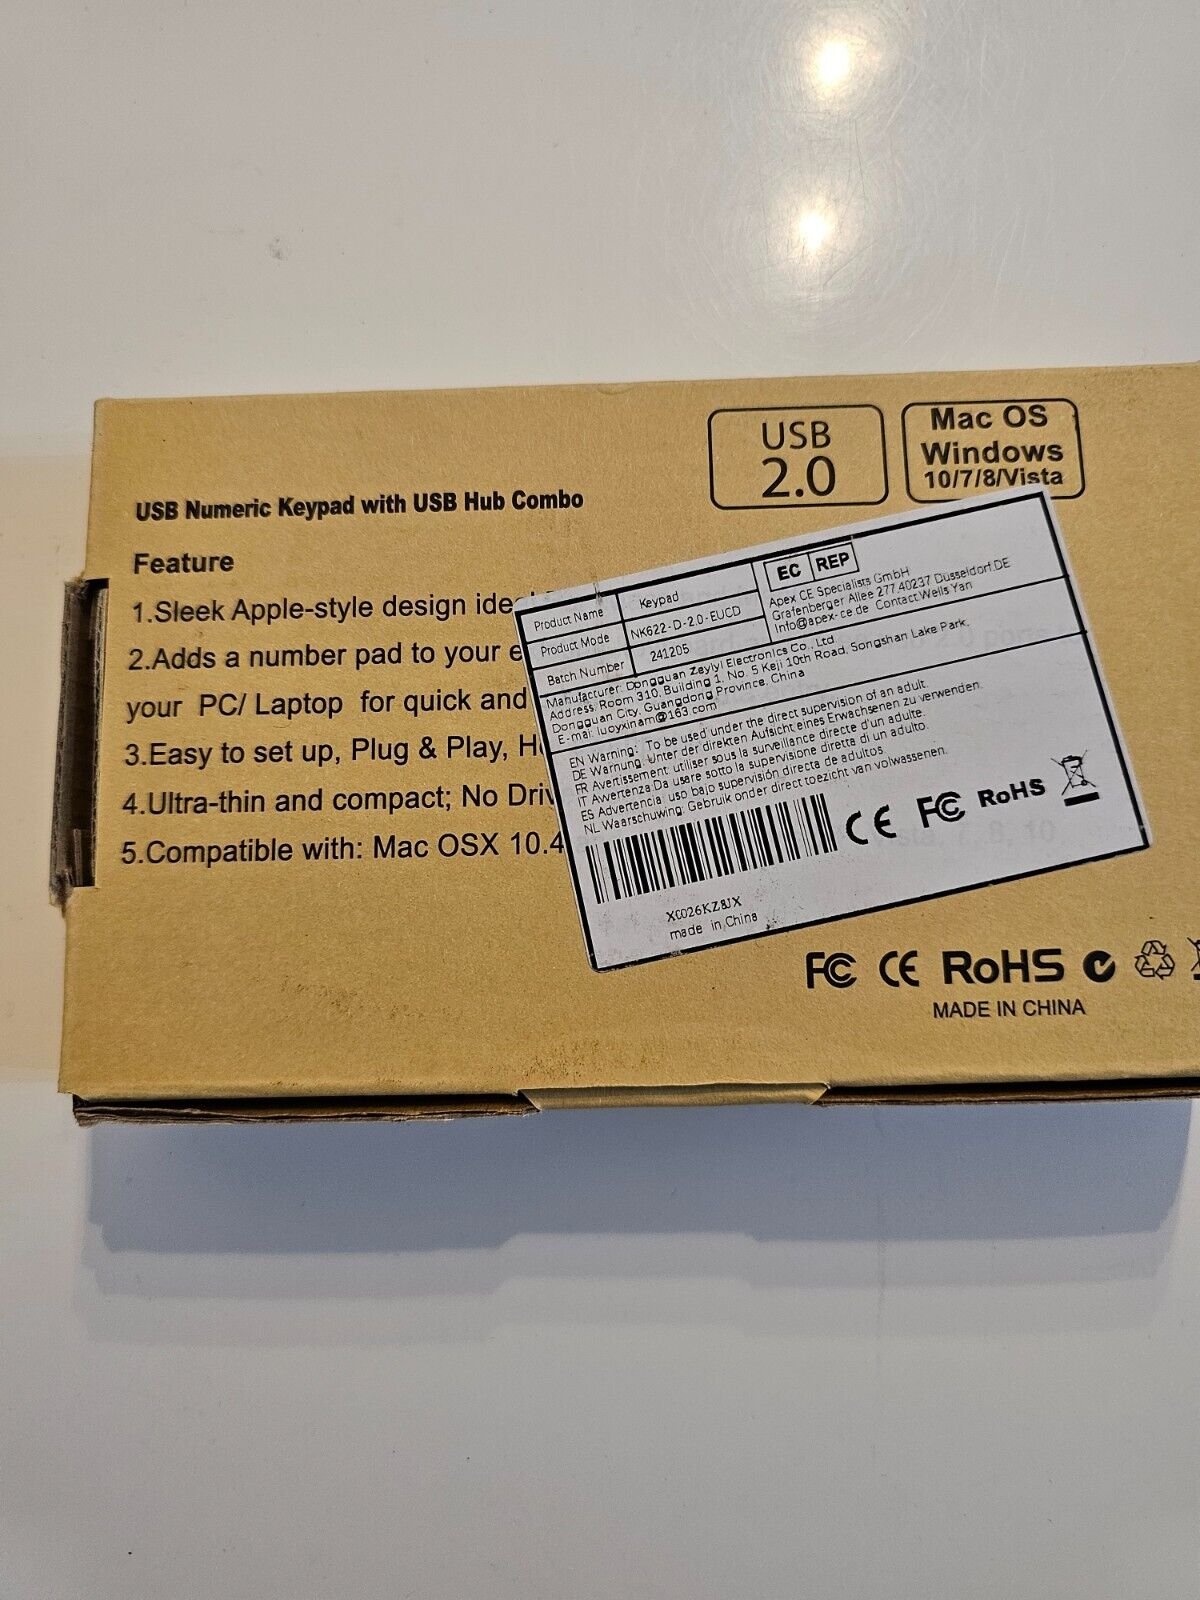 USB
2.0
Mac OS
Windows
10/7/8/Vista
USB Numeric Keypad with USB Hub Combo
Feature
1.Sleek Apple-style design
2.Adds a number pad to your
your PC/ Laptop for quick and
3.Easy to set up, Plug & Play,
4.Ultra-thin and compact; No
5.Compatible with: Mac OSX 10.4
Product Name Keypad
Product Mode NK622-D-2.0-EUCD
Batch Number 241205
EC REP
Apex CE Specialists GmbH
Grafenberger Allee 277,40237 Düsseldorf,DE
Info@apex-ce.de Contact:Wells Yan
Manufacturer: Dongguan Zeyiyi Electronics Co., Ltd
Address: Room 310, Building 1, No. 5 Keji 10th Road, Songshan Lake Park,
Dongguan City, Guangdong Province, China
E-mai: luoyxinam@163.com
EN Warning: To be used under the direct supervision of an adult.
DE Warnung: Unter der direkten Aufsicht eines Erwachsenen zu verwenden.
FR Avertissement: utiliser sous la surveillance directe d'un adulte.
IT Avvertenza Da usare sotto la supervisione diretta di un adulto.
ES Advertencia: uso bajo supervisión directa de adultos
NL Waarschuwing: Gebruik onder direct toezicht van volwassenen.
CE FC RoHS
X0026KZ8JX
made in China
FC CE RoHS
MADE IN CHINA